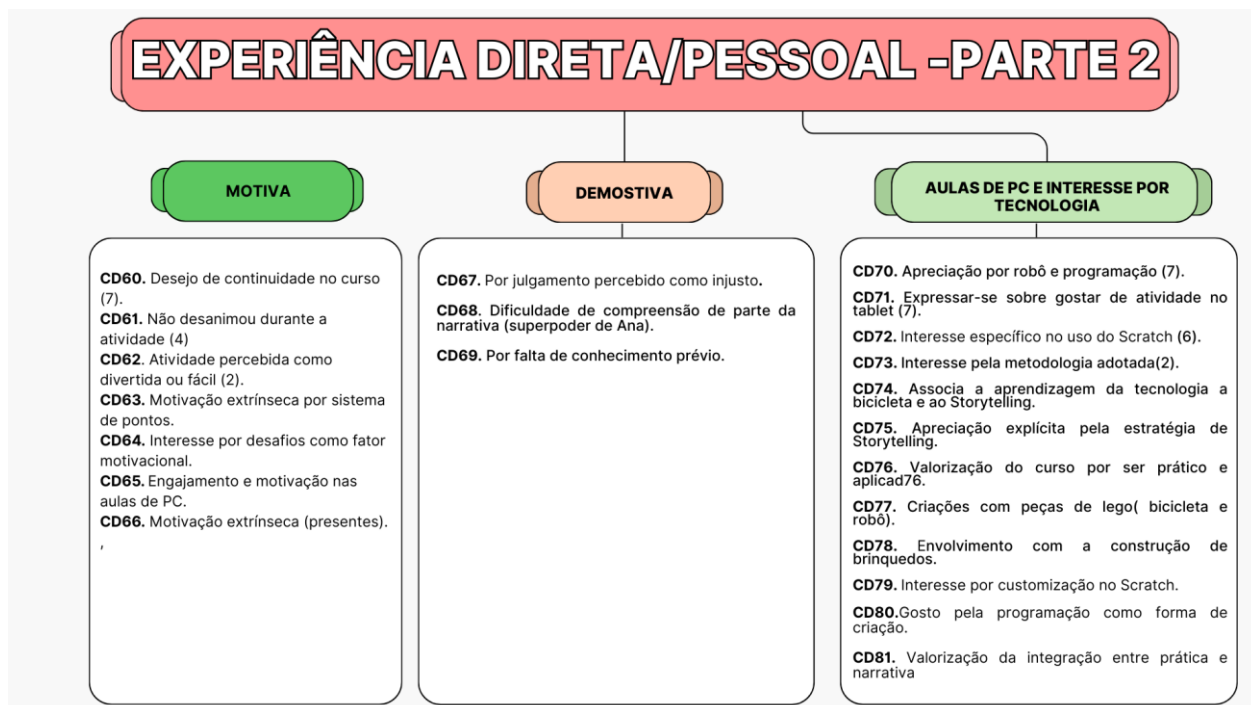 EXPERIÊNCIA DIRETA/PESSOAL -PARTE 2
MOTIVA
CD60. Desejo de continuidade no curso
(7).
CD61. Não desanimou durante a
atividade (4)
CD62. Atividade percebida como
divertida ou fácil (2).
CD63. Motivação extrínseca por sistema
de pontos.
CD64. Interesse por desafios como fator
motivacional.
CD65. Engajamento e motivação nas
aulas de PC.
CD66. Motivação extrínseca (presentes).
,
DEMOSTIVA
CD67. Por julgamento percebido como injusto.
CD68. Dificuldade de compreensão de parte da
narrativa (superpoder de Ana).
CD69. Por falta de conhecimento prévio.
AULAS DE PC E INTERESSE POR
TECNOLOGIA
CD70. Apreciação por robô e programação (7).
CD71. Expressar-se sobre gostar de atividade no
tablet (7).
CD72. Interesse específico no uso do Scratch (6).
CD73. Interesse pela metodologia adotada(2).
CD74. Associa a aprendizagem da tecnologia a
bicicleta e ao Storytelling.
CD75. Apreciação explícita pela estratégia de
Storytelling.
CD76. Valorização do curso por ser prático e
aplicad76.
CD77. Criações com peças de lego( bicicleta e
robô).
CD78. Envolvimento com a construção de
brinquedos.
CD79. Interesse por customização no Scratch.
CD80.Gosto pela programação como forma de
criação.
CD81. Valorização da integração entre prática e
narrativa